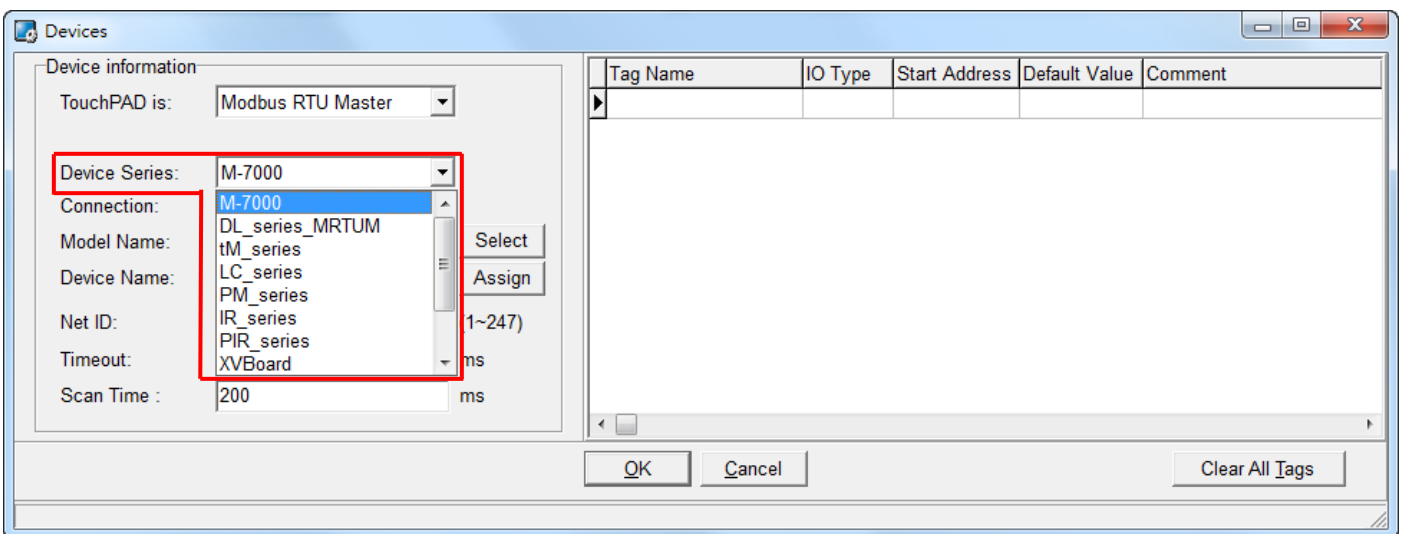 Devices
Device information
TouchPAD is: Modbus RTU Master
Device Series: M-7000
Connection:
Model Name: Select
Device Name: Assign
Net ID: (1~247)
Timeout: ms
Scan Time : 200 ms
M-7000
DL_series_MRTUM
tM_series
LC_series
PM_series
IR_series
PIR_series
XVBoard
Tag Name IO Type Start Address Default Value Comment
OK Cancel Clear All Tags